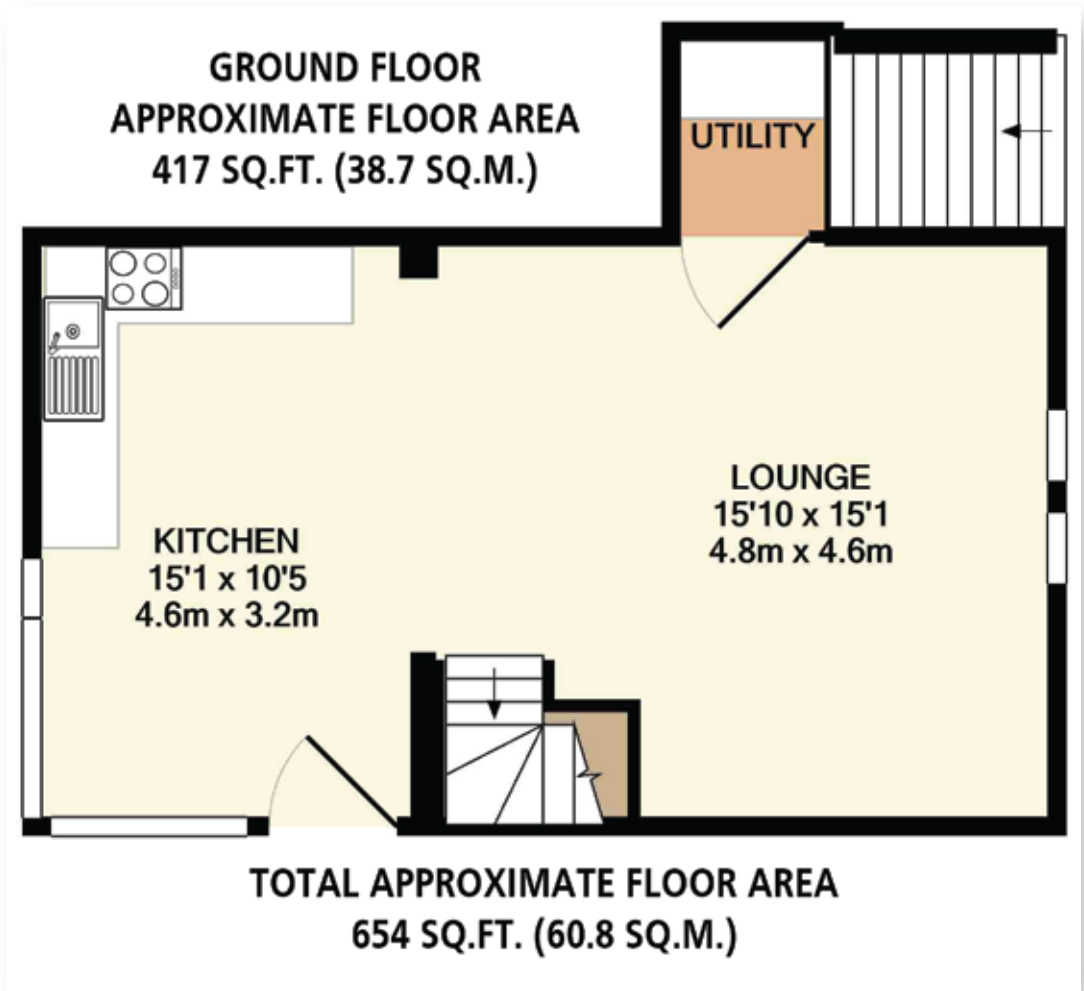 GROUND FLOOR
APPROXIMATE FLOOR AREA
417 SQ.FT. (38.7 SQ.M.)
UTILITY
LOUNGE
15'10 x 15'1
4.8m x 4.6m
KITCHEN
15'1 x 10'5
4.6m x 3.2m
TOTAL APPROXIMATE FLOOR AREA
654 SQ.FT. (60.8 SQ.M.)